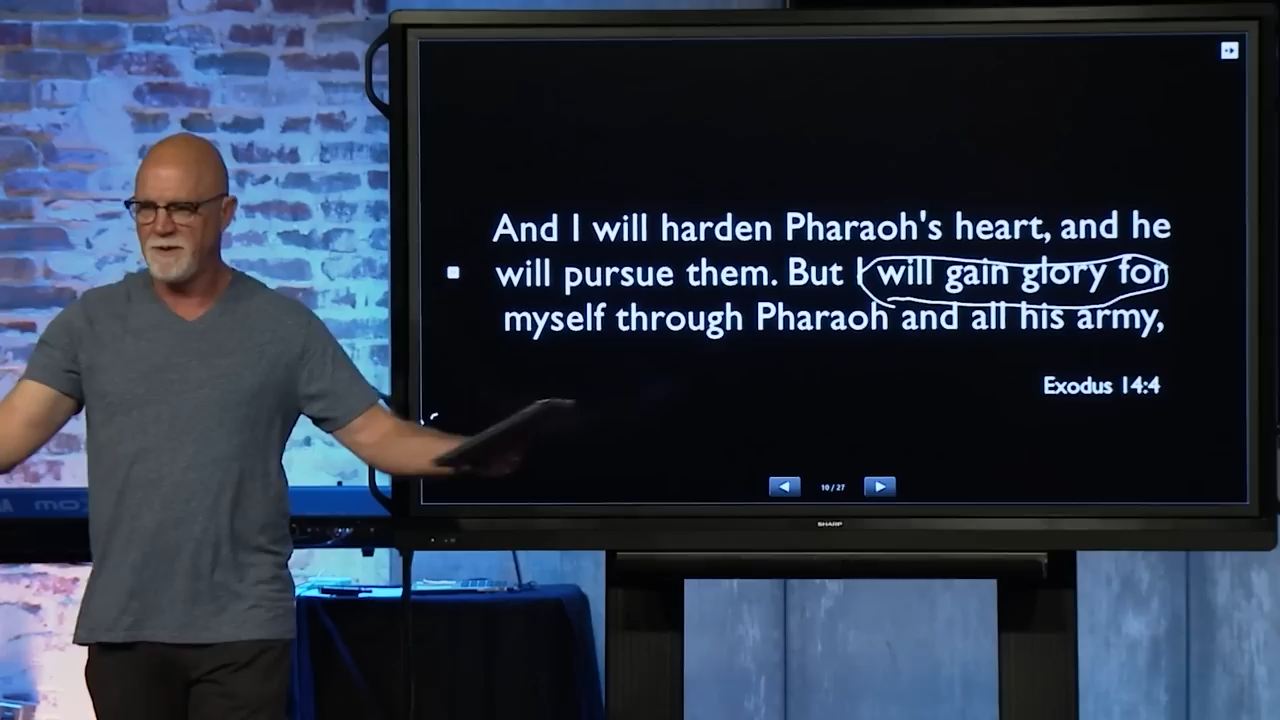 And I will harden Pharaoh's heart, and he
will pursue them. But I will gain glory for
myself through Pharaoh and all his army,
Exodus 14:4
10/27
SHARP